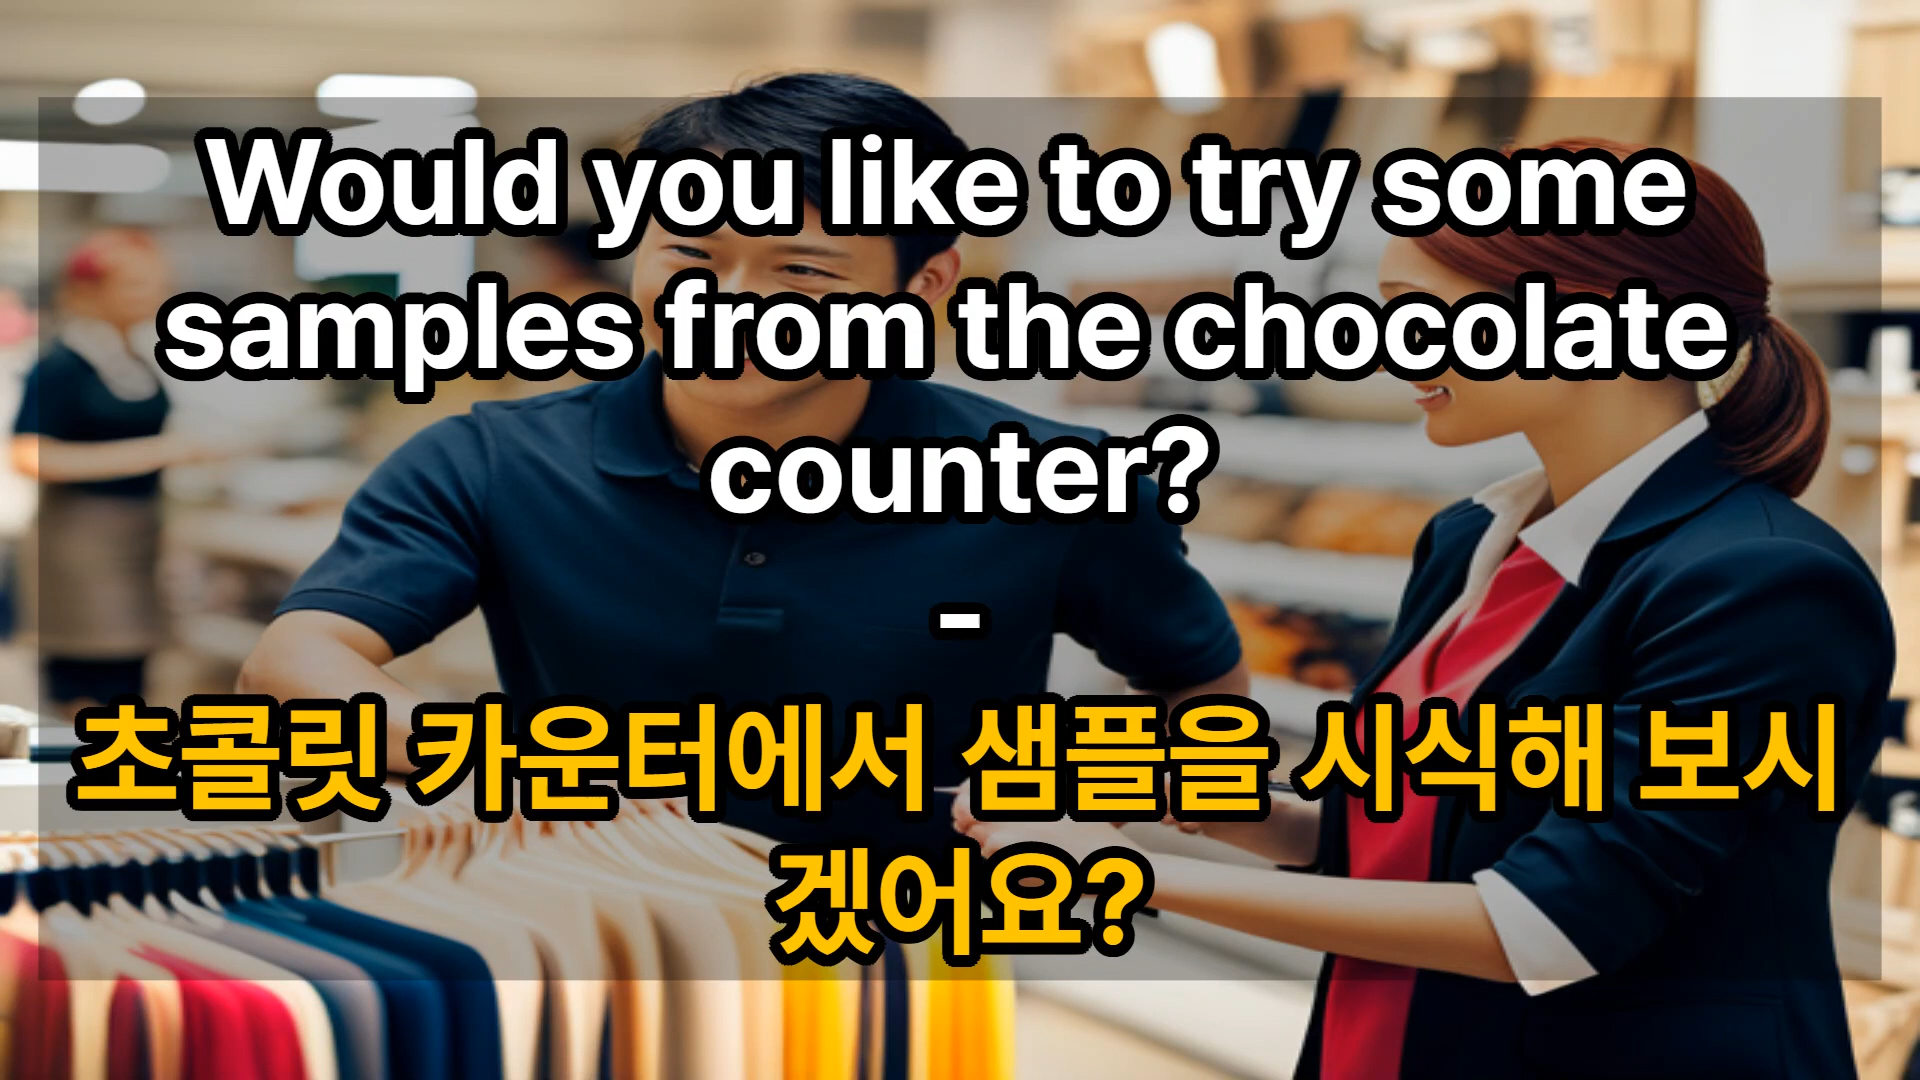 Would you like to try some
samples from the chocolate
counter?
-
초콜릿 카운터에서 샘플을 시식해 보시
겠어요?